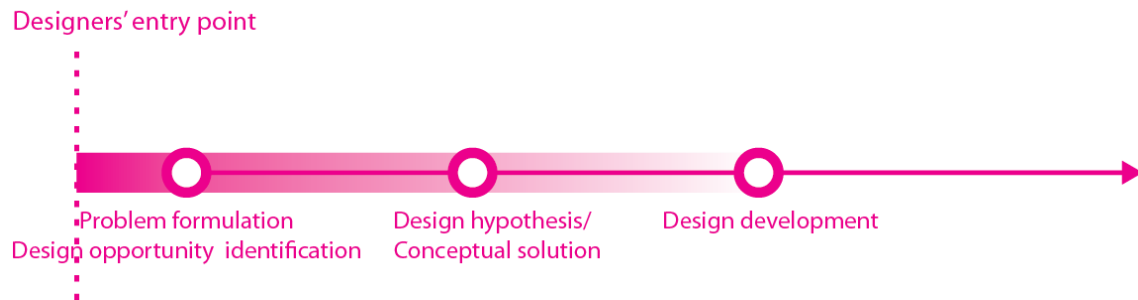 Designers' entry point
Problem formulation
Design opportunity identification
Design hypothesis/
Conceptual solution
Design development